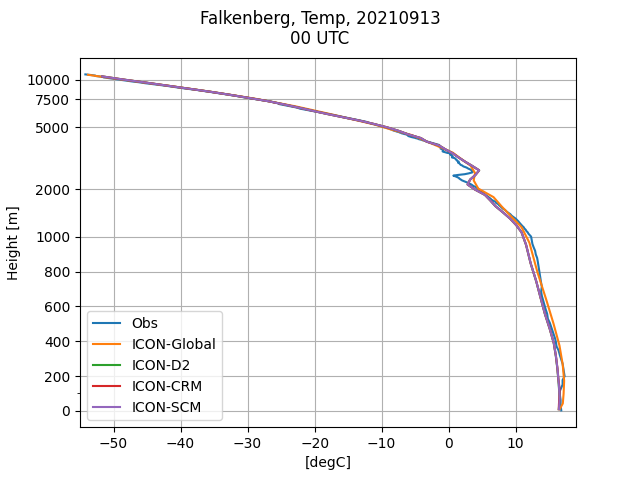 Falkenberg, Temp, 20210913
00 UTC
10000
7500
5000
2000
1000
800
600
400
200
0
Height [m]
Obs
ICON-Global
ICON-D2
ICON-CRM
ICON-SCM
−50 −40 −30 −20 −10 0 10
[degC]